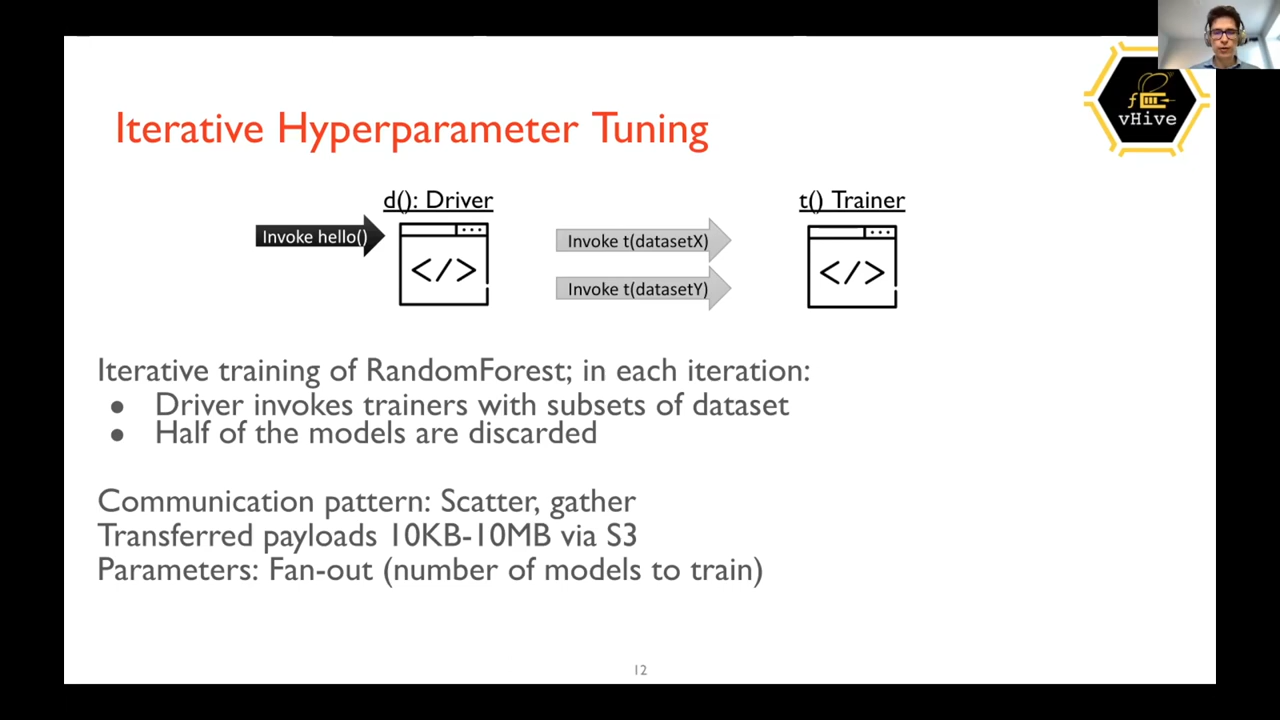 vHive
Iterative Hyperparameter Tuning
d(): Driver
t() Trainer
Invoke hello()
Invoke t(datasetX)
Invoke t(datasetY)
</>
</>
Iterative training of RandomForest; in each iteration:
● Driver invokes trainers with subsets of dataset
● Half of the models are discarded
Communication pattern: Scatter, gather
Transferred payloads 10KB-10MB via S3
Parameters: Fan-out (number of models to train)
12